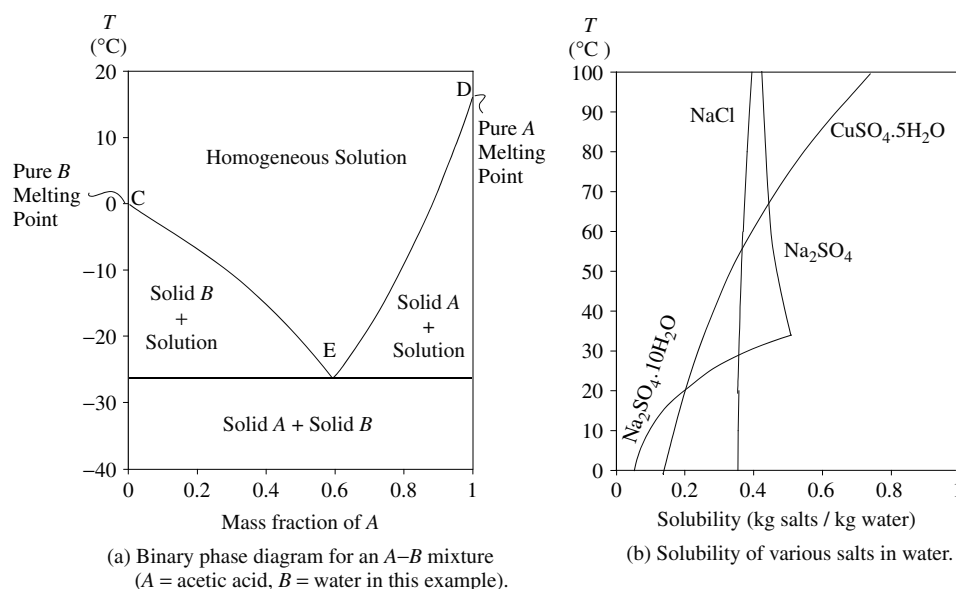 T
(°C)
20
10
0
−10
−20
−30
−40
Pure B
Melting
Point
C
D
E
Pure A
Melting
Point
Homogeneous Solution
Solid B
+
Solution
Solid A
+
Solution
Solid A + Solid B
0
0.2
0.4
0.6
0.8
1
Mass fraction of A
(a) Binary phase diagram for an A–B mixture
(A = acetic acid, B = water in this example).
T
(°C)
100
90
80
70
60
50
40
30
20
10
0
NaCl
CuSO4.5H2O
Na2SO4
Na2SO4.10H2O
0
0.2
0.4
0.6
0.8
1
Solubility (kg salts / kg water)
(b) Solubility of various salts in water.